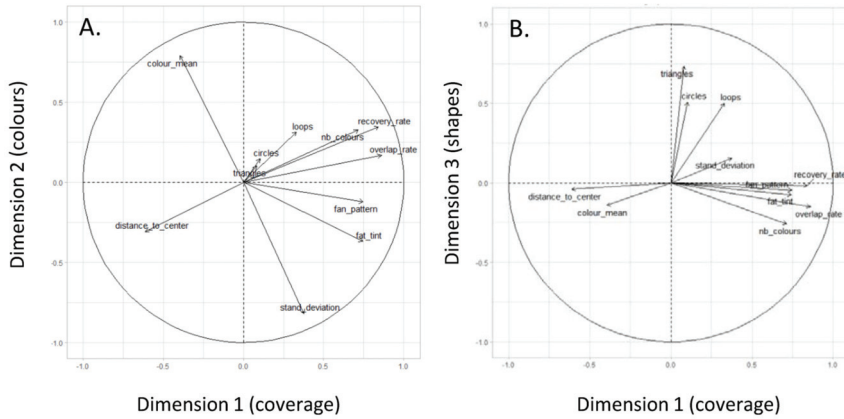 A.
1.0
0.5
0.0
-0.5
-1.0
colour_mean
loops
recovery_rate
nb_colours
circles
overlap_rate
triangles
fan_pattern
distance_to_center
fat_tint
stand_deviation
-1.0 -0.5 0.0 0.5 1.0
Dimension 2 (colours)
Dimension 1 (coverage)
B.
1.0
0.5
0.0
-0.5
-1.0
triangles
circles
loops
stand_deviation
recovery_rate
fan_pattern
distance_to_center
fat_tint
colour_mean
overlap_rate
nb_colours
-1.0 -0.5 0.0 0.5 1.0
Dimension 3 (shapes)
Dimension 1 (coverage)